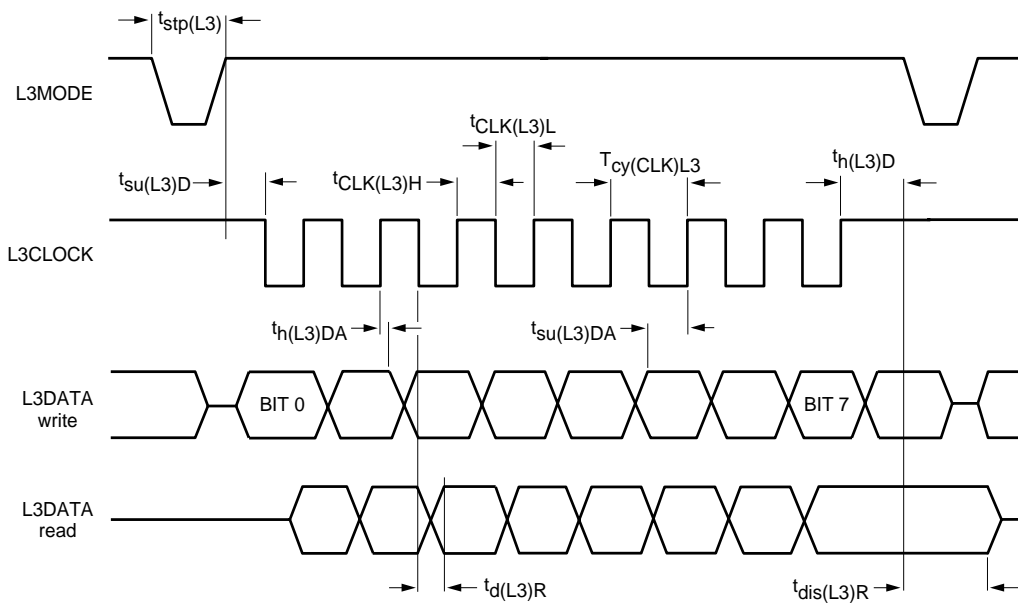 tstp(L3)
L3MODE
tCLK(L3)L
tsu(L3)D
tCLK(L3)H
Tcy(CLK)L3
th(L3)D
L3CLOCK
th(L3)DA
tsu(L3)DA
L3DATA
write
BIT 0
BIT 7
L3DATA
read
td(L3)R
tdis(L3)R